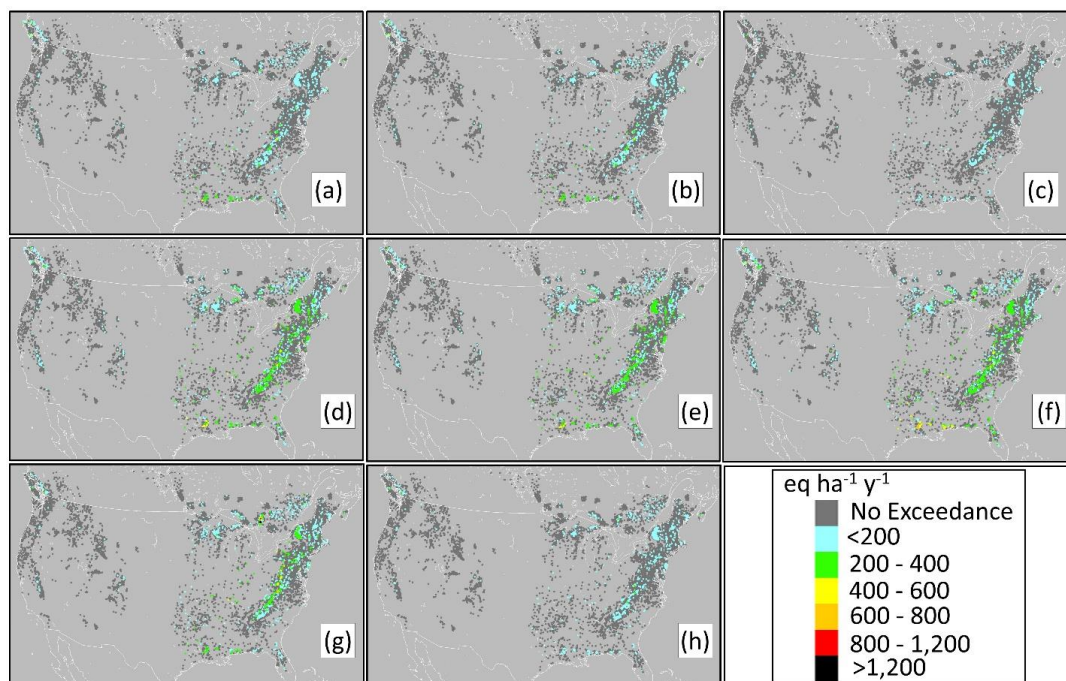 (a)
(b)
(c)
(d)
(e)
(f)
(g)
(h)
eq ha⁻¹ y⁻¹
No Exceedance
<200
200 - 400
400 - 600
600 - 800
800 - 1,200
>1,200